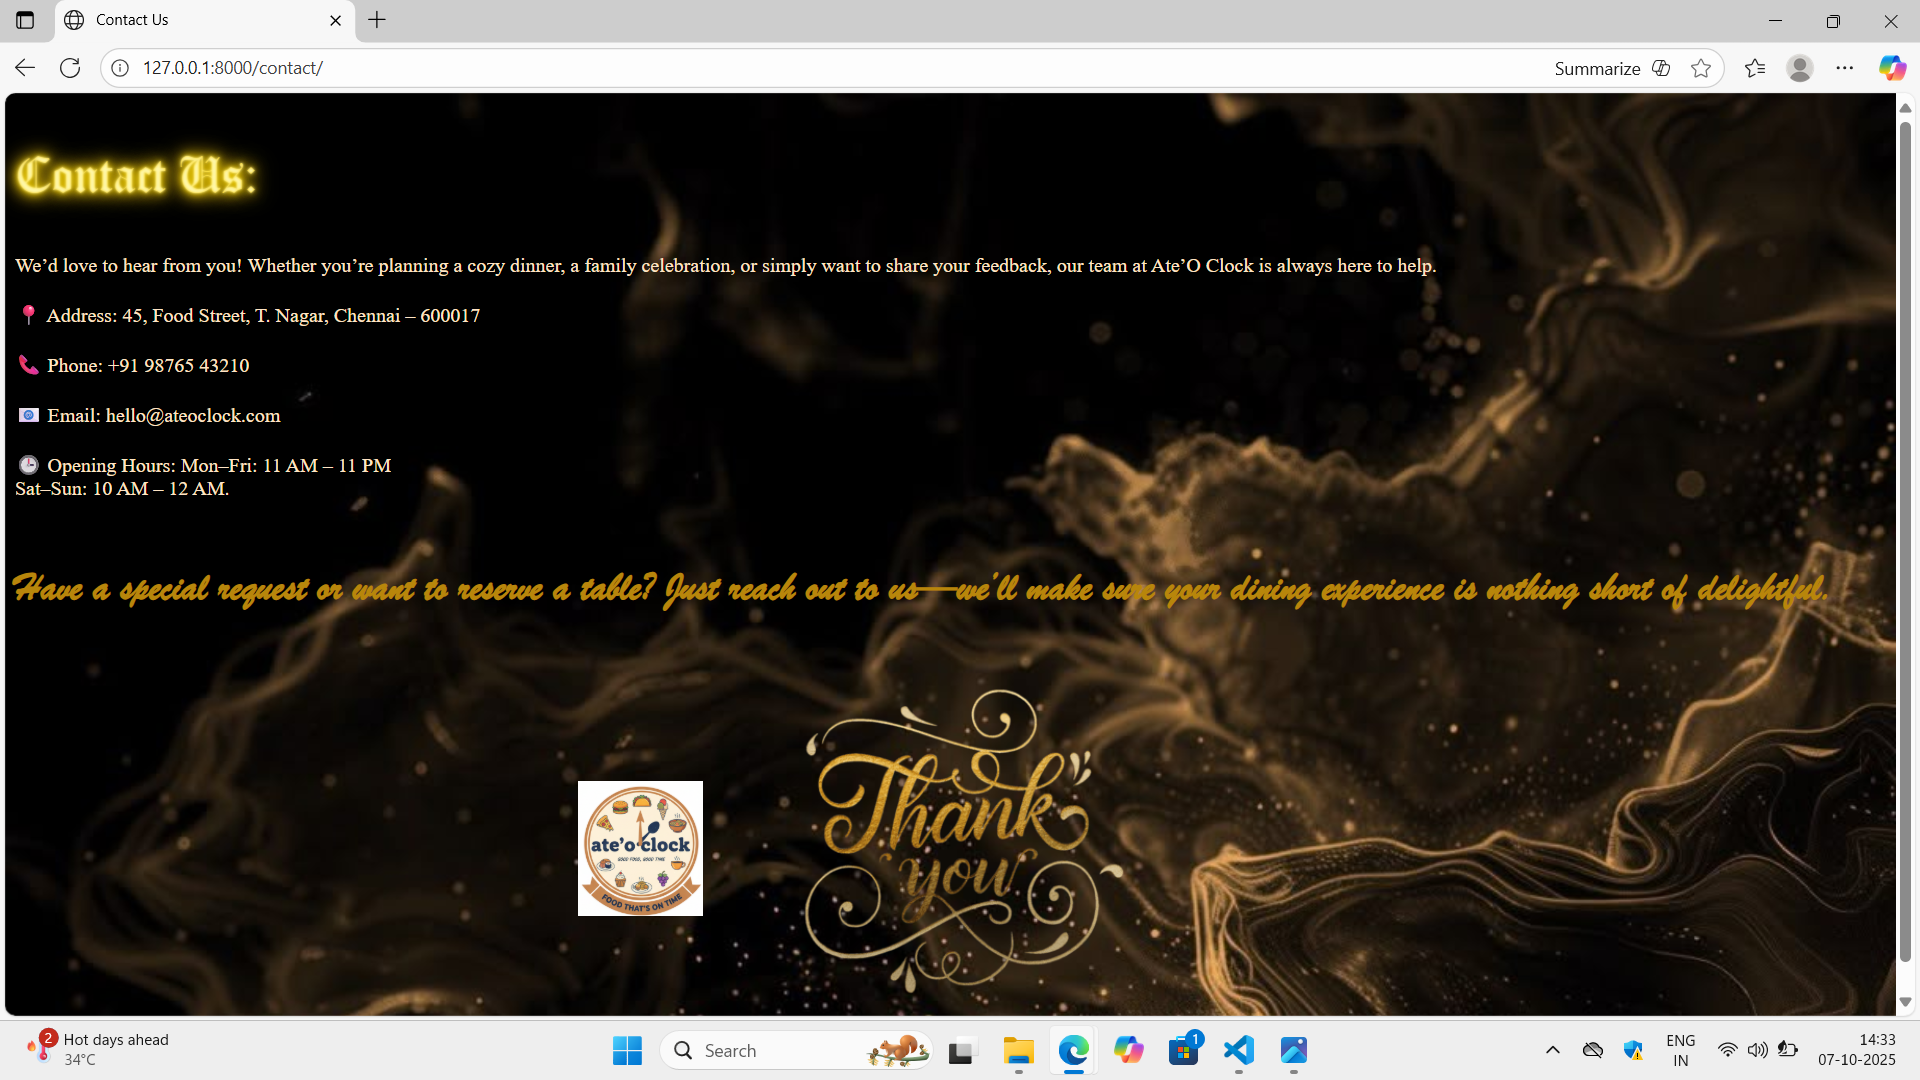 Contact Us
127.0.0.1:8000/contact/
Summarize
Contact Us:
We’d love to hear from you! Whether you’re planning a cozy dinner, a family celebration, or simply want to share your feedback, our team at Ate’O Clock is always here to help.
📍 Address: 45, Food Street, T. Nagar, Chennai – 600017
📞 Phone: +91 98765 43210
📧 Email: hello@ateoclock.com
🕒 Opening Hours: Mon–Fri: 11 AM – 11 PM
Sat–Sun: 10 AM – 12 AM.
Have a special request or want to reserve a table? Just reach out to us—we’ll make sure your dining experience is nothing short of delightful.
Thank
you
ate’o clock
GOOD FOOD, GOOD TIME
FOOD THAT'S ON TIME
2
Hot days ahead
34°C
Search
1
ENG
IN
14:33
07-10-2025